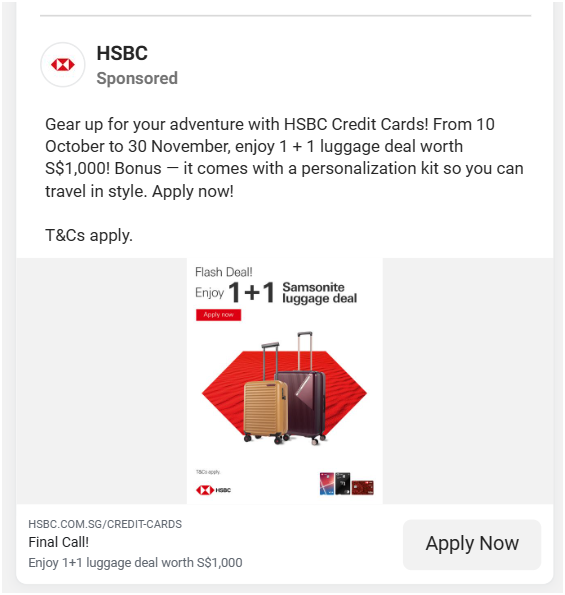 HSBC
Sponsored
Gear up for your adventure with HSBC Credit Cards! From 10
October to 30 November, enjoy 1 + 1 luggage deal worth
S$1,000! Bonus — it comes with a personalization kit so you can
travel in style. Apply now!
T&Cs apply.
Flash Deal!
Enjoy 1+1 Samsonite
luggage deal
Apply now
T&Cs apply.
HSBC
HSBC.COM.SG/CREDIT-CARDS
Final Call!
Enjoy 1+1 luggage deal worth S$1,000
Apply Now